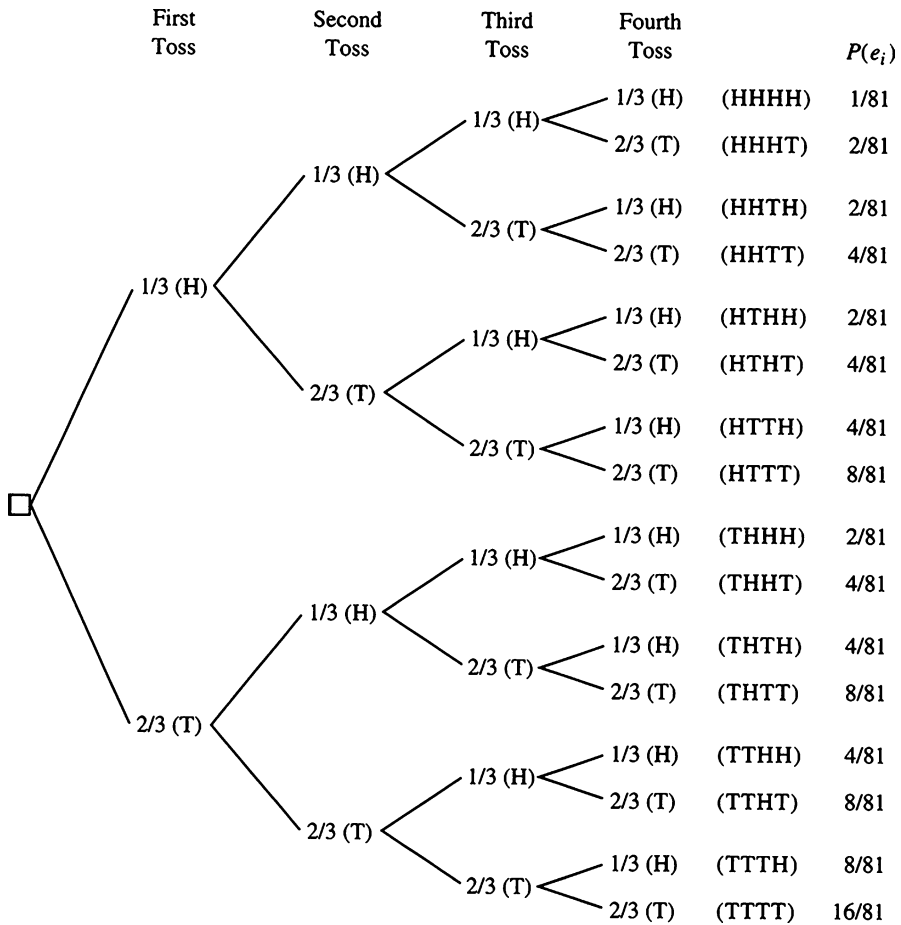 First Second Third Fourth
Toss Toss Toss Toss P(eᵢ)
1/3 (H) (HHHH) 1/81
1/3 (H)
2/3 (T) (HHHT) 2/81
1/3 (H)
1/3 (H) (HHTH) 2/81
2/3 (T)
2/3 (T) (HHTT) 4/81
1/3 (H)
1/3 (H) (HTHH) 2/81
1/3 (H)
2/3 (T) (HTHT) 4/81
2/3 (T)
1/3 (H) (HTTH) 4/81
2/3 (T)
2/3 (T) (HTTT) 8/81
1/3 (H) (THHH) 2/81
1/3 (H)
2/3 (T) (THHT) 4/81
1/3 (H)
1/3 (H) (THTH) 4/81
2/3 (T)
2/3 (T) (THTT) 8/81
2/3 (T)
1/3 (H) (TTHH) 4/81
1/3 (H)
2/3 (T) (TTHT) 8/81
2/3 (T)
1/3 (H) (TTTH) 8/81
2/3 (T)
2/3 (T) (TTTT) 16/81